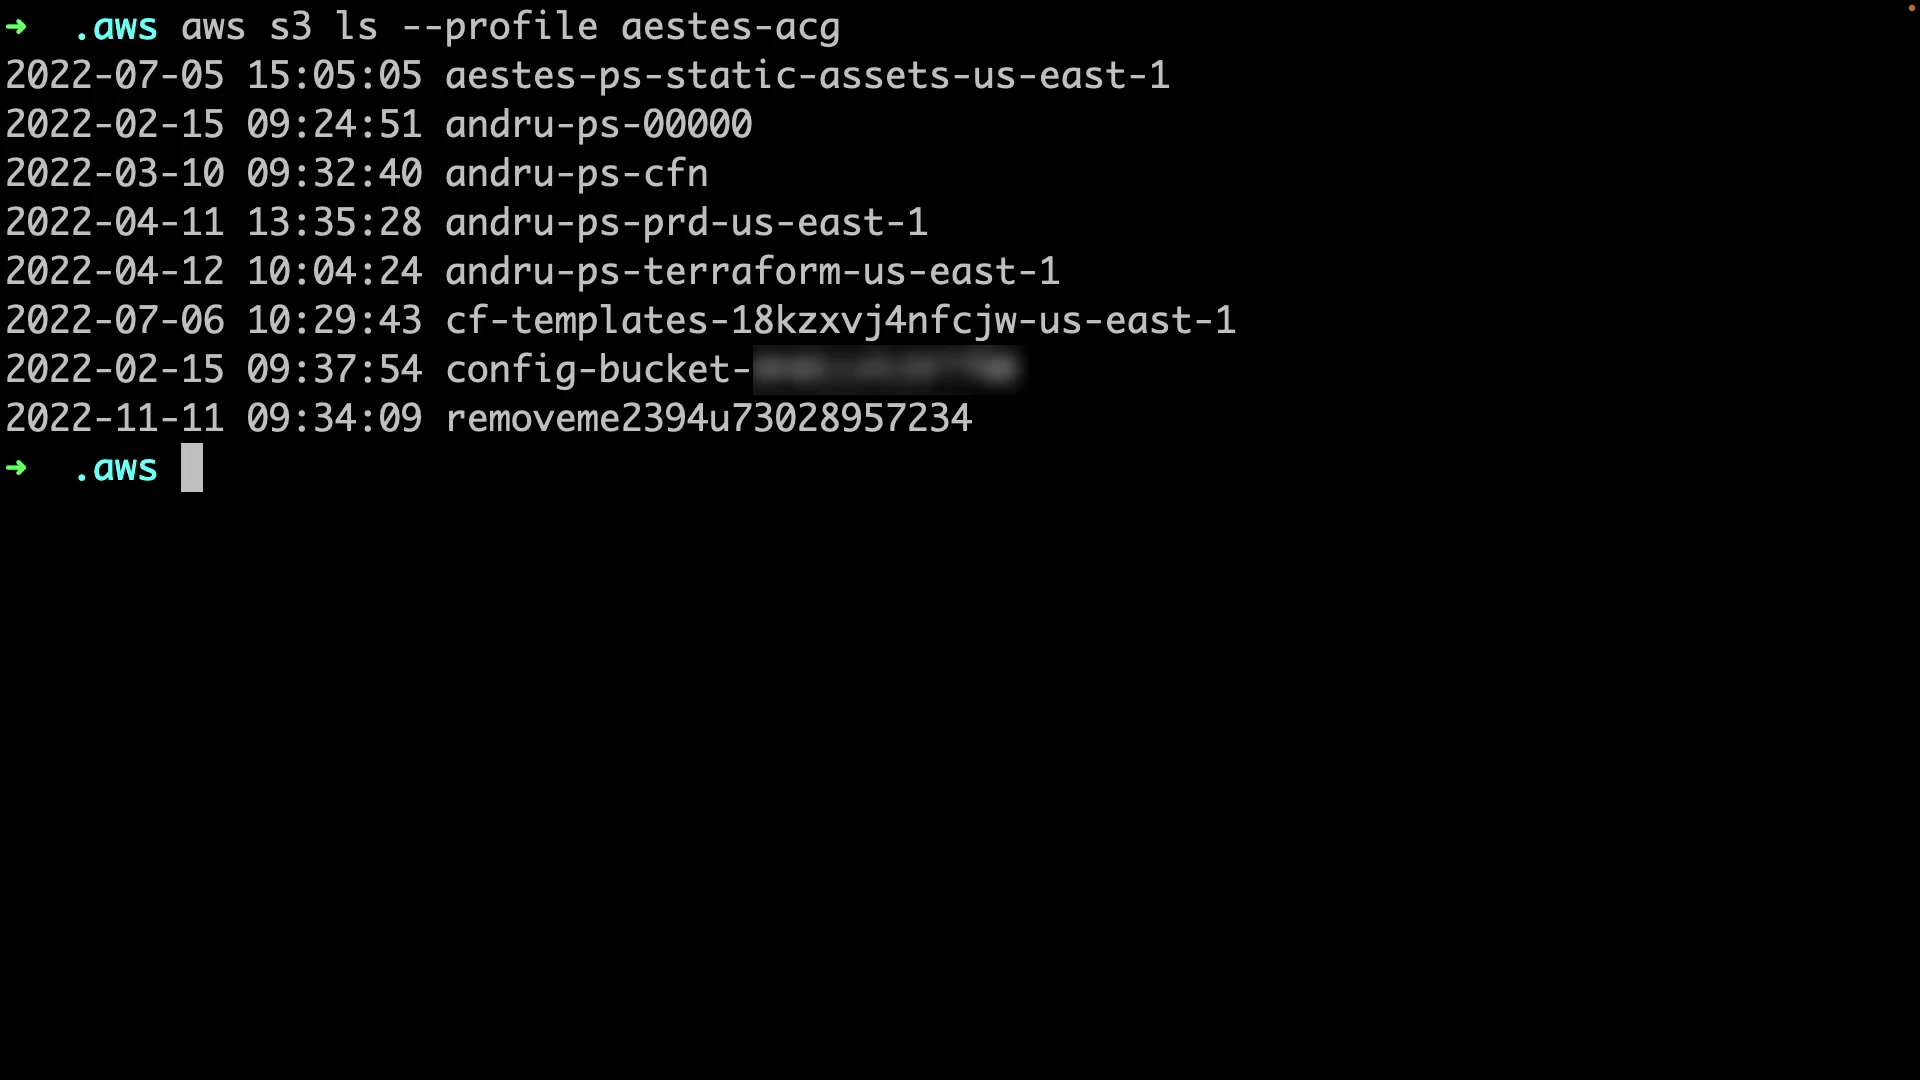 ➜  .aws aws s3 ls --profile aestes-acg
2022-07-05 15:05:05 aestes-ps-static-assets-us-east-1
2022-02-15 09:24:51 andru-ps-00000
2022-03-10 09:32:40 andru-ps-cfn
2022-04-11 13:35:28 andru-ps-prd-us-east-1
2022-04-12 10:04:24 andru-ps-terraform-us-east-1
2022-07-06 10:29:43 cf-templates-18kzxvj4nfcjw-us-east-1
2022-02-15 09:37:54 config-bucket-
2022-11-11 09:34:09 removeme2394u73028957234
➜  .aws